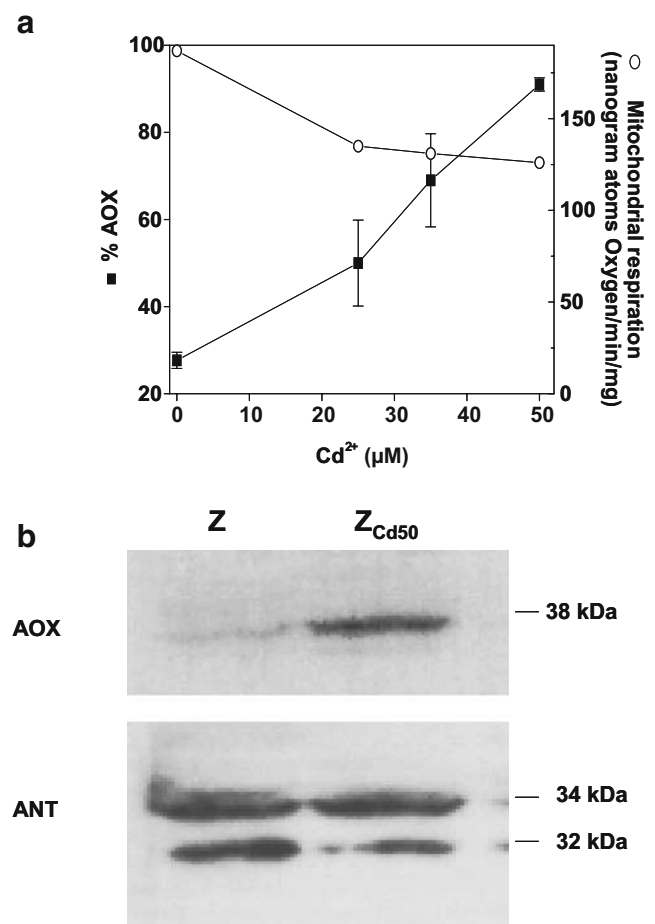 a
100
80
60
40
20
■ % AOX
150
100
50
0
○ Mitochondrial respiration
(nanogram atoms Oxygen/min/mg)
0 10 20 30 40 50
Cd²⁺ (µM)
b
Z Z_Cd50
AOX
38 kDa
ANT
34 kDa
32 kDa